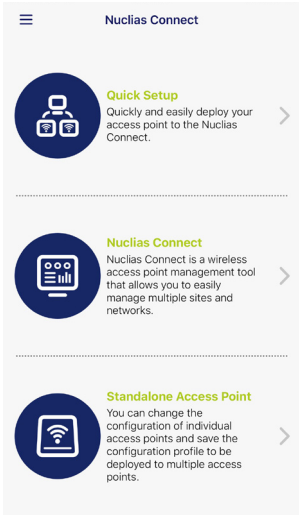 Nuclias Connect
Quick Setup
Quickly and easily deploy your
access point to the Nuclias
Connect.
Nuclias Connect
Nuclias Connect is a wireless
access point management tool
that allows you to easily
manage multiple sites and
networks.
Standalone Access Point
You can change the
configuration of individual
access points and save the
configuration profile to be
deployed to multiple access
points.